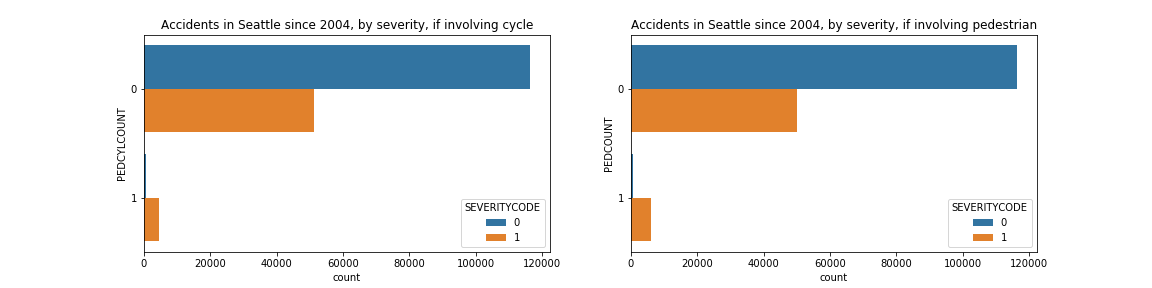 Accidents in Seattle since 2004, by severity, if involving cycle
PEDCYLCOUNT
0
1
SEVERITYCODE
0
1
0 20000 40000 60000 80000 100000 120000
count
Accidents in Seattle since 2004, by severity, if involving pedestrian
PEDCOUNT
0
1
SEVERITYCODE
0
1
0 20000 40000 60000 80000 100000 120000
count